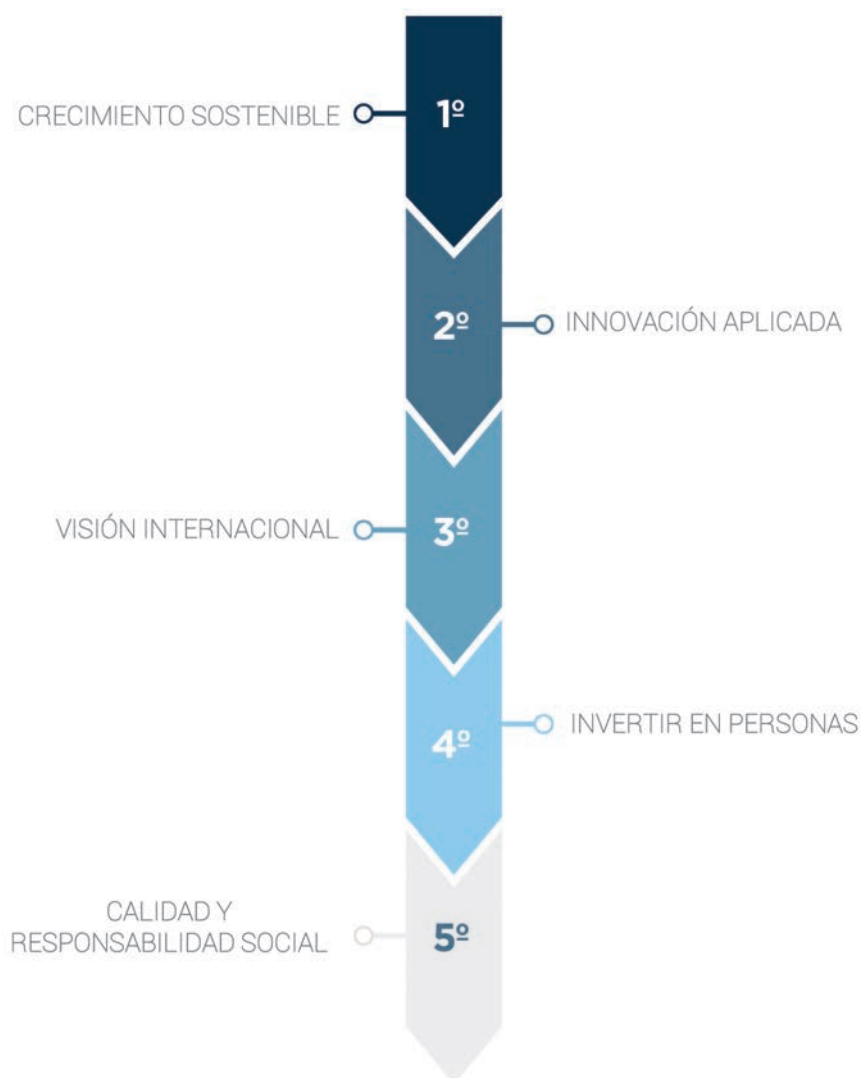 1º
CRECIMIENTO SOSTENIBLE
2º
INNOVACIÓN APLICADA
3º
VISIÓN INTERNACIONAL
4º
INVERTIR EN PERSONAS
5º
CALIDAD Y
RESPONSABILIDAD SOCIAL